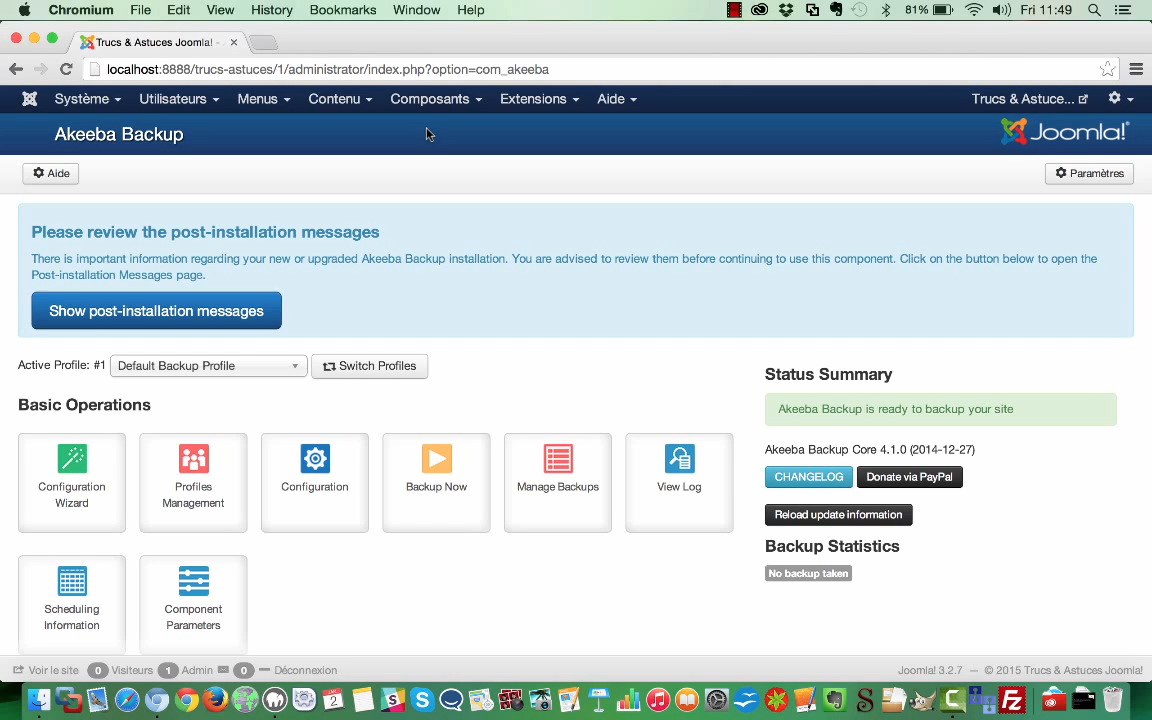 Chromium File Edit View History Bookmarks Window Help 81% Fri 11:49
Trucs & Astuces Joomla! -
localhost:8888/trucs-astuces/1/administrator/index.php?option=com_akeeba
Système Utilisateurs Menus Contenu Composants Extensions Aide Trucs & Astuce...
Akeeba Backup Joomla!®
Aide Paramètres
Please review the post-installation messages
There is important information regarding your new or upgraded Akeeba Backup installation. You are advised to review them before continuing to use this component. Click on the button below to open the
Post-installation Messages page.
Show post-installation messages
Active Profile: #1 Default Backup Profile Switch Profiles
Basic Operations
Configuration
Wizard
Profiles
Management
Configuration
Backup Now
Manage Backups
View Log
Scheduling
Information
Component
Parameters
Status Summary
Akeeba Backup is ready to backup your site
Akeeba Backup Core 4.1.0 (2014-12-27)
CHANGELOG Donate via PayPal
Reload update information
Backup Statistics
No backup taken
Voir le site 0 Visiteurs 1 Admin 0 Déconnexion Joomla! 3.2.7 — © 2015 Trucs & Astuces Joomla!